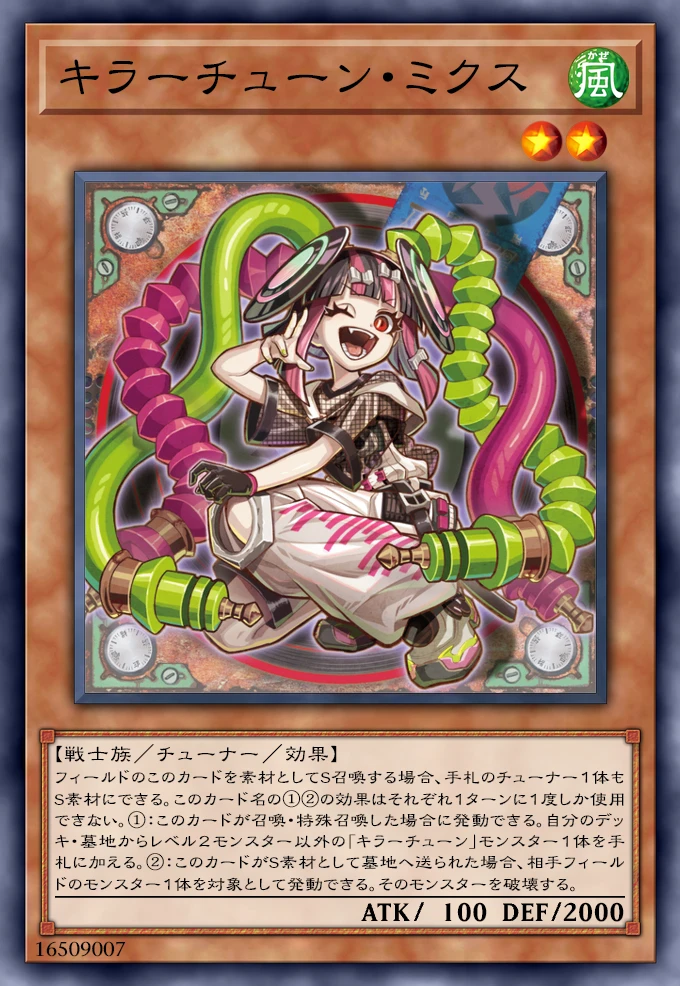 キラーチューン・ミクス
かぜ
風
【戦士族／チューナー／効果】
フィールドのこのカードを素材としてS召喚する場合、手札のチューナー１体も
S素材にできる。このカード名の①②の効果はそれぞれ１ターンに１度しか使用
できない。①：このカードが召喚・特殊召喚した場合に発動できる。自分のデッ
キ・墓地からレベル２モンスター以外の「キラーチューン」モンスター１体を手
札に加える。②：このカードがS素材として墓地へ送られた場合、相手フィール
ドのモンスター１体を対象として発動できる。そのモンスターを破壊する。
ATK/ 100 DEF/2000
16509007